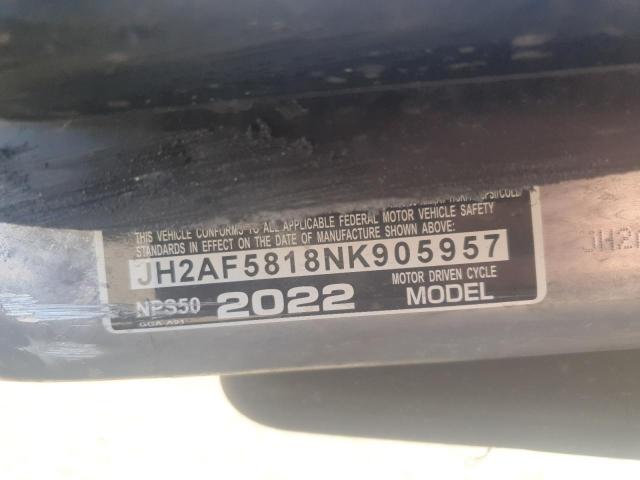 THIS VEHICLE CONFORMS TO ALL APPLICABLE FEDERAL MOTOR VEHICLE SAFETY
STANDARDS IN EFFECT ON THE DATE OF MANUFACTURE SHOWN ABOVE.
JH2AF5818NK905957
MOTOR DRIVEN CYCLE
NPS50 2022 MODEL